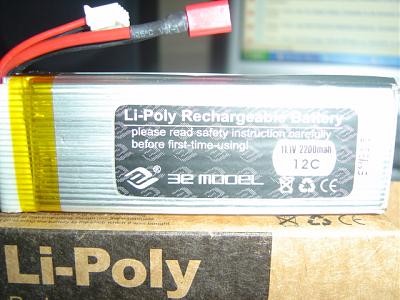 Li-Poly Rechargeable Battery
please read safety instruction carefully
before first-time-using!
11.1V 2200mah
12C
3E MODEL
Li-Poly